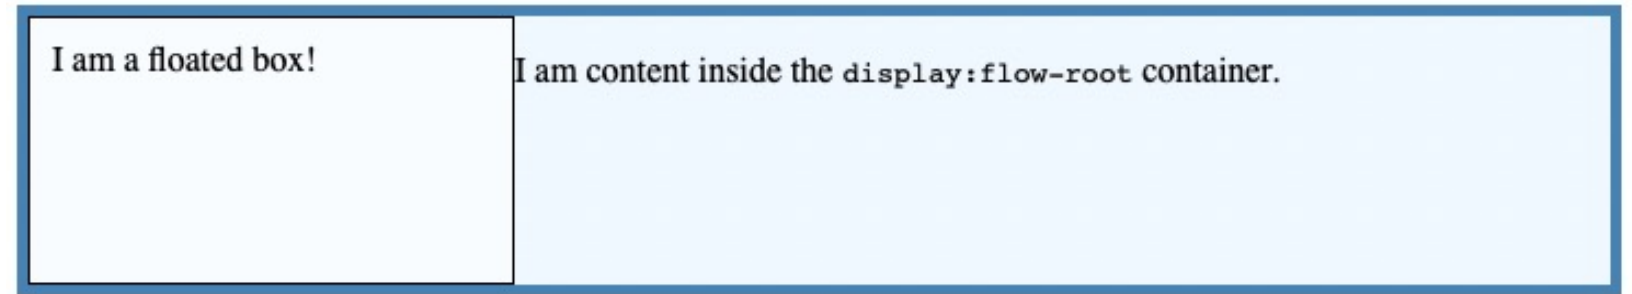 I am a floated box!
I am content inside the display:flow-root container.